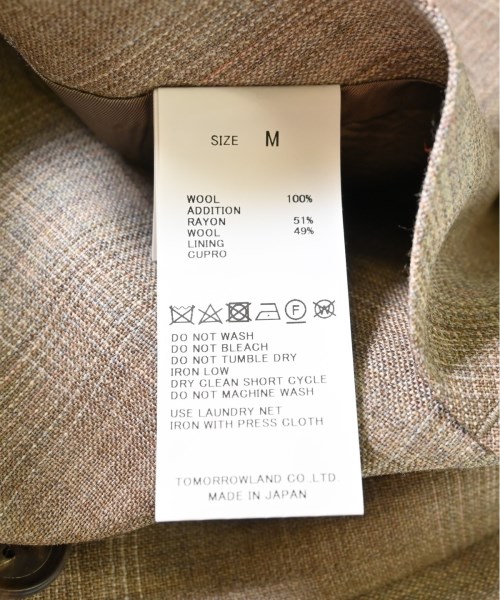 SIZE M
WOOL 100%
ADDITION
RAYON 51%
WOOL 49%
LINING
CUPRO
F W
DO NOT WASH
DO NOT BLEACH
DO NOT TUMBLE DRY
IRON LOW
DRY CLEAN SHORT CYCLE
DO NOT MACHINE WASH
USE LAUNDRY NET
IRON WITH PRESS CLOTH
TOMORROWLAND CO.,LTD.
MADE IN JAPAN